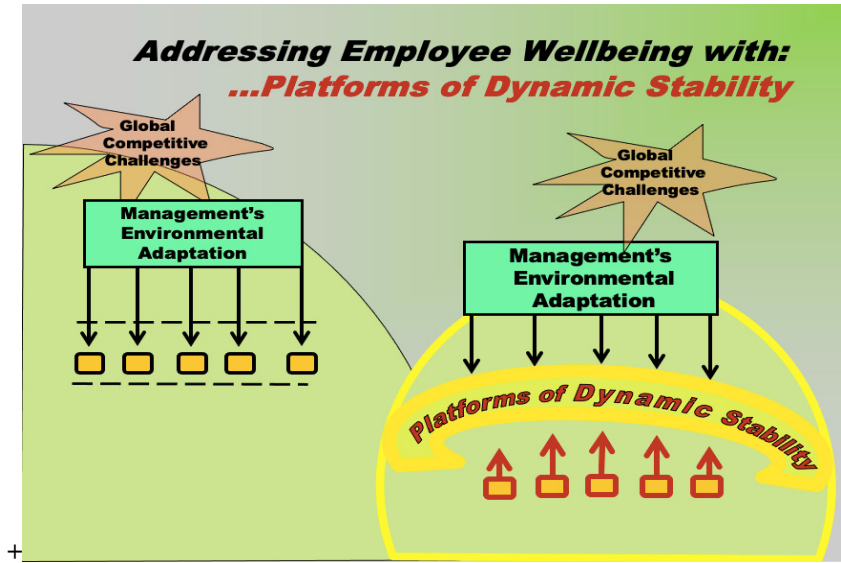 Addressing Employee Wellbeing with:
...Platforms of Dynamic Stability
Global
Competitive
Challenges
Management's
Environmental
Adaptation
Global
Competitive
Challenges
Management's
Environmental
Adaptation
Platforms of Dynamic Stability
+